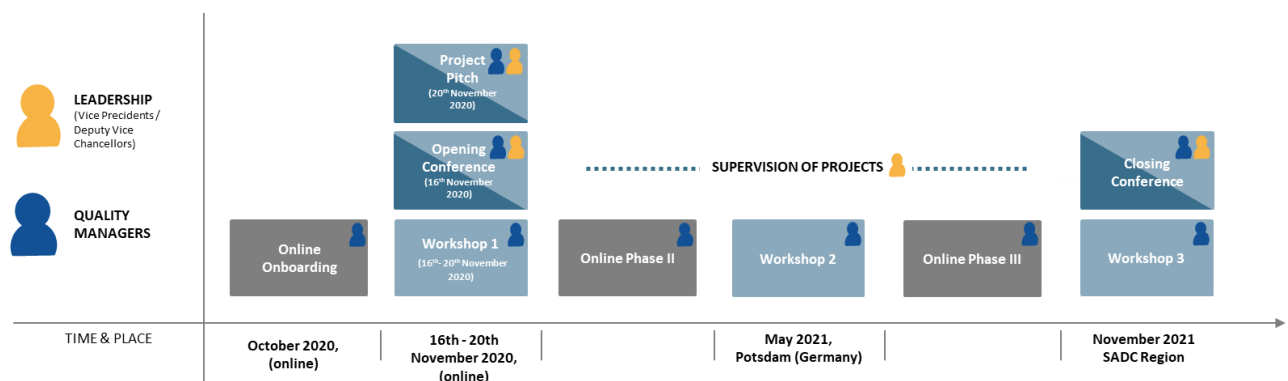 LEADERSHIP
(Vice Precidents /
Deputy Vice
Chancellors)
QUALITY
MANAGERS
Project
Pitch
(20th November
2020)
Opening
Conference
(16th November
2020)
SUPERVISION OF PROJECTS
Closing
Conference
Online
Onboarding
Workshop 1
(16th- 20th November
2020)
Online Phase II
Workshop 2
Online Phase III
Workshop 3
TIME & PLACE
October 2020,
(online)
16th - 20th
November 2020,
(online)
May 2021,
Potsdam (Germany)
November 2021
SADC Region